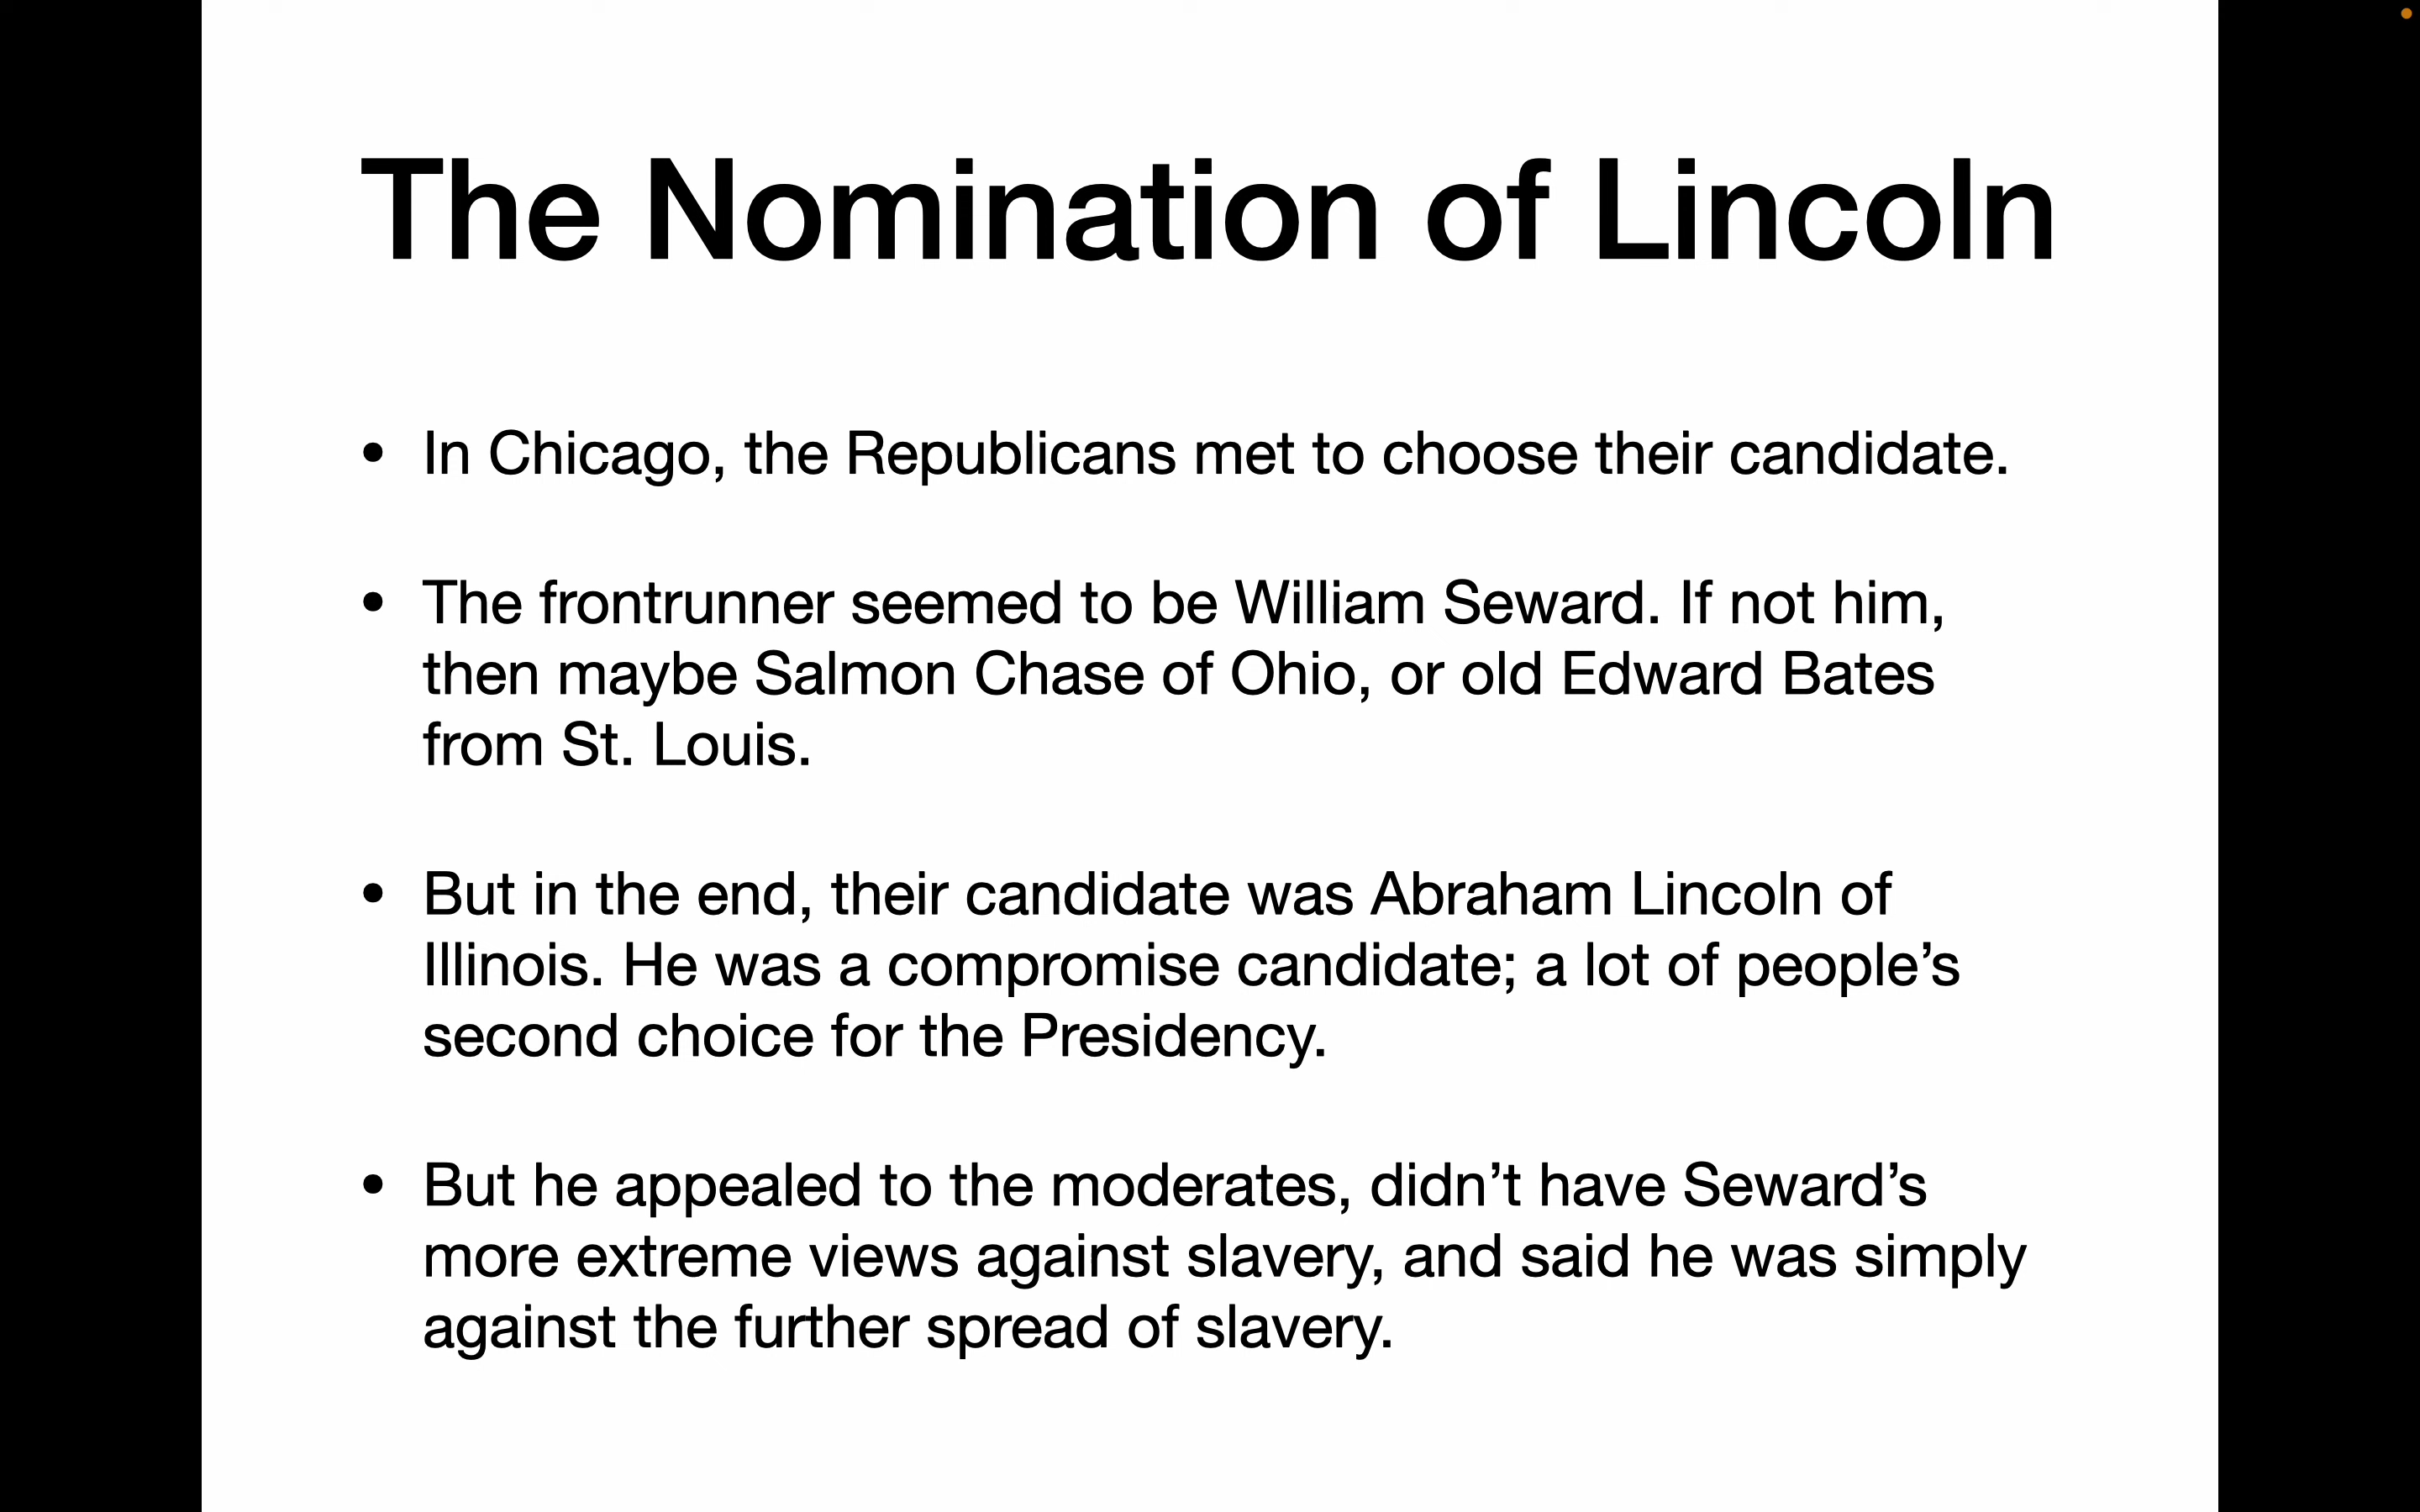 The Nomination of Lincoln
• In Chicago, the Republicans met to choose their candidate.
• The frontrunner seemed to be William Seward. If not him,
then maybe Salmon Chase of Ohio, or old Edward Bates
from St. Louis.
• But in the end, their candidate was Abraham Lincoln of
Illinois. He was a compromise candidate; a lot of people’s
second choice for the Presidency.
• But he appealed to the moderates, didn’t have Seward’s
more extreme views against slavery, and said he was simply
against the further spread of slavery.